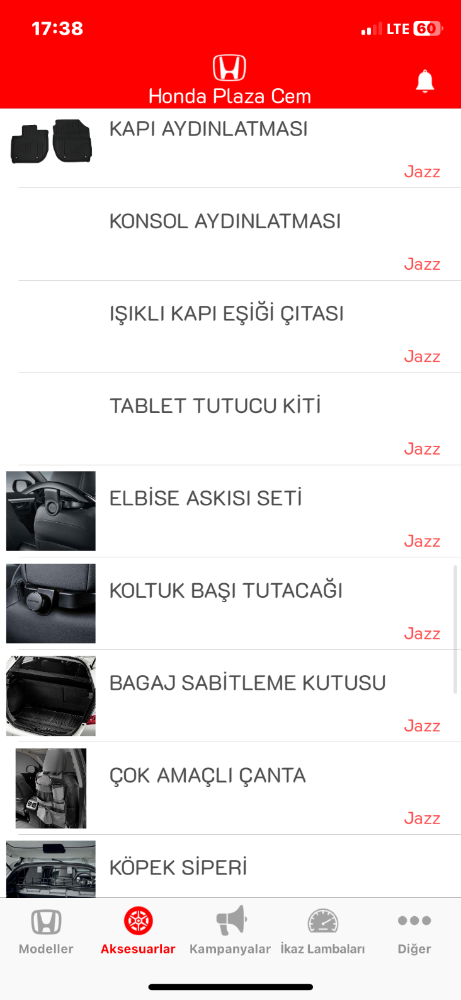 17:38
LTE 60
Honda Plaza Cem
KAPI AYDINLATMASI
Jazz
KONSOL AYDINLATMASI
Jazz
IŞIKLI KAPI EŞİĞİ ÇITASI
Jazz
TABLET TUTUCU KİTİ
Jazz
ELBİSE ASKISI SETİ
Jazz
KOLTUK BAŞI TUTACAĞI
Jazz
BAGAJ SABİTLEME KUTUSU
Jazz
ÇOK AMAÇLI ÇANTA
Jazz
KÖPEK SİPERİ
Modeller
Aksesuarlar
Kampanyalar
İkaz Lambaları
Diğer